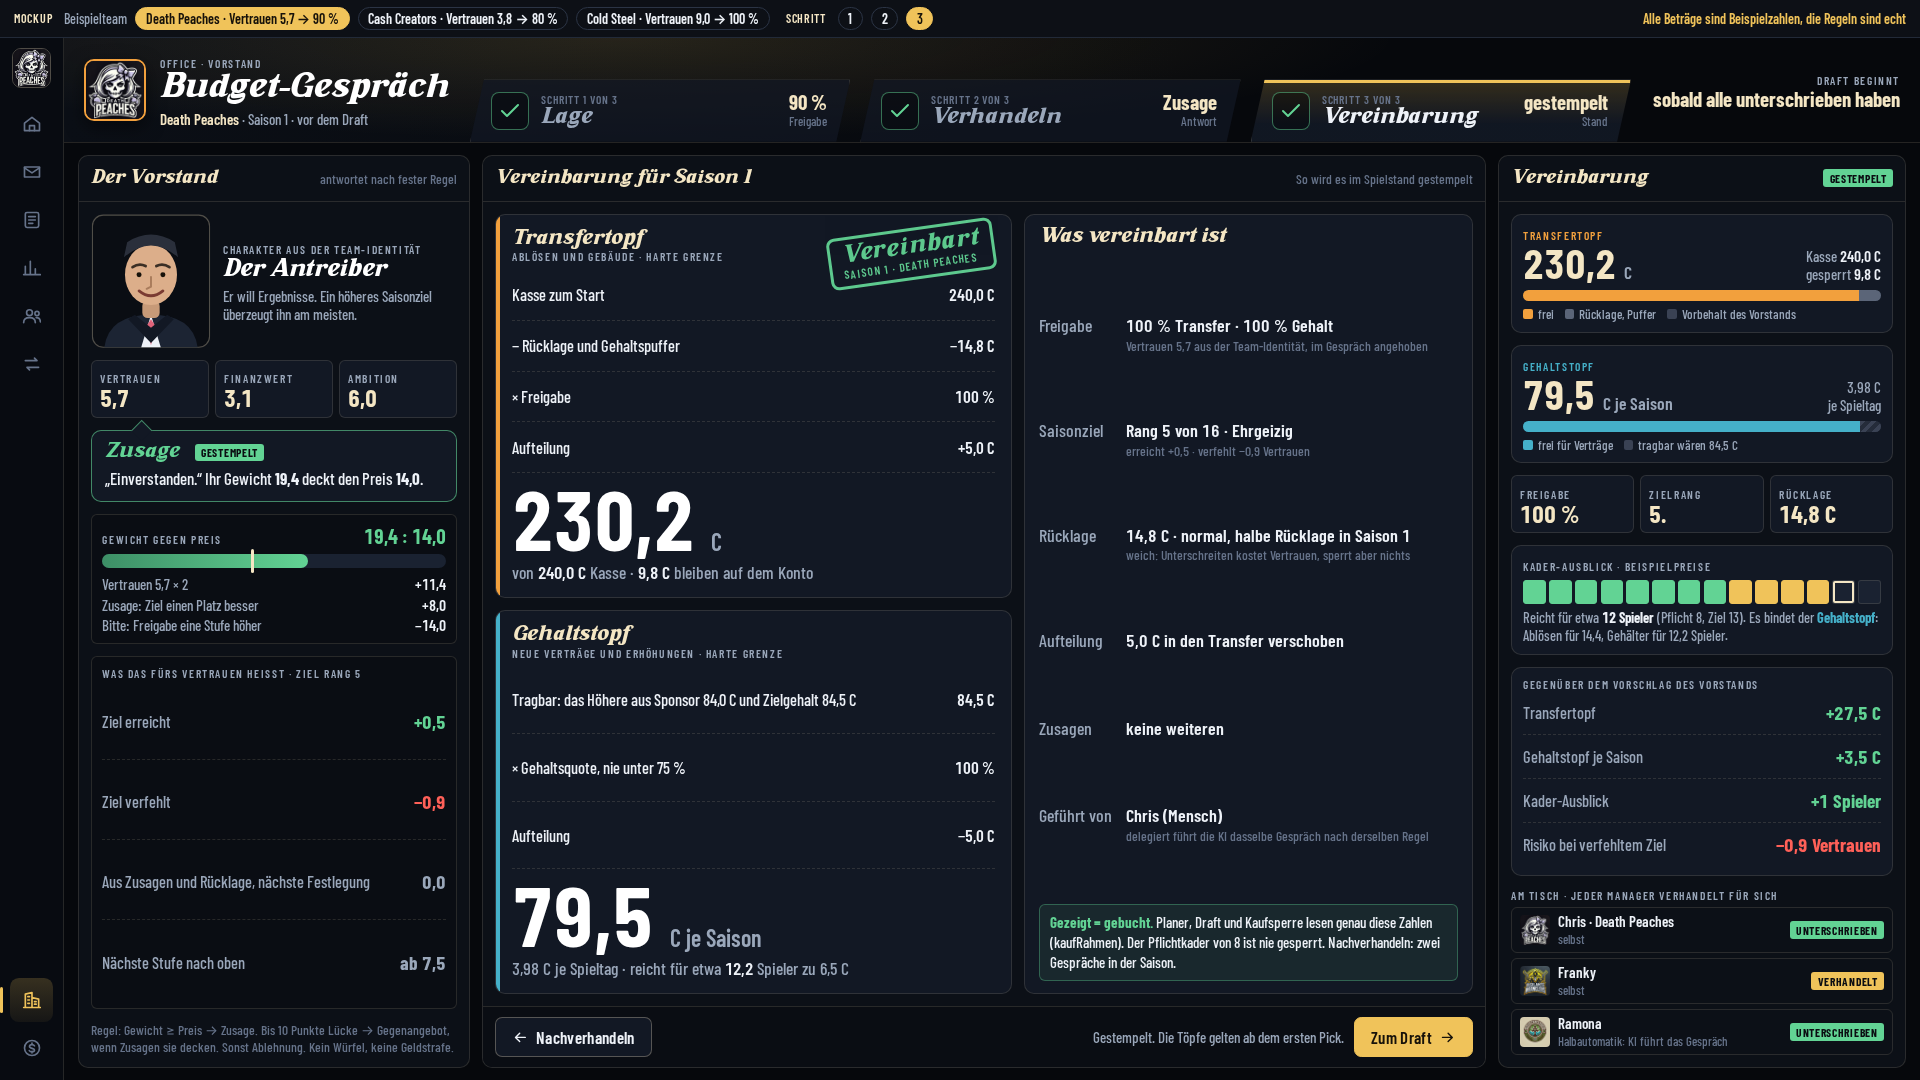 MOCKUP Beispielteam Death Peaches · Vertrauen 5,7 → 90 % Cash Creators · Vertrauen 3,8 → 80 % Cold Steel · Vertrauen 9,0 → 100 % SCHRITT 1 2 3 Alle Beträge sind Beispielzahlen, die Regeln sind echt
OFFICE · VORSTAND
Budget-Gespräch
Death Peaches · Saison 1 · vor dem Draft
SCHRITT 1 VON 3
Lage
90 %
Freigabe
SCHRITT 2 VON 3
Verhandeln
Zusage
Antwort
SCHRITT 3 VON 3
Vereinbarung
gestempelt
Stand
DRAFT BEGINNT
sobald alle unterschrieben haben
Der Vorstand
antwortet nach fester Regel
CHARAKTER AUS DER TEAM-IDENTITÄT
Der Antreiber
Er will Ergebnisse. Ein höheres Saisonziel
überzeugt ihn am meisten.
VERTRAUEN
5,7
FINANZWERT
3,1
AMBITION
6,0
Zusage GESTEMPELT
„Einverstanden.“ Ihr Gewicht 19,4 deckt den Preis 14,0.
GEWICHT GEGEN PREIS 19,4 : 14,0
Vertrauen 5,7 × 2 +11,4
Zusage: Ziel einen Platz besser +8,0
Bitte: Freigabe eine Stufe höher −14,0
WAS DAS FÜRS VERTRAUEN HEISST · ZIEL RANG 5
Ziel erreicht +0,5
Ziel verfehlt −0,9
Aus Zusagen und Rücklage, nächste Festlegung 0,0
Nächste Stufe nach oben ab 7,5
Regel: Gewicht ≥ Preis → Zusage. Bis 10 Punkte Lücke → Gegenangebot,
wenn Zusagen sie decken. Sonst Ablehnung. Kein Würfel, keine Geldstrafe.
Vereinbarung für Saison 1
So wird es im Spielstand gestempelt
Transfertopf
ABLÖSEN UND GEBÄUDE · HARTE GRENZE
Vereinbart
SAISON 1 · DEATH PEACHES
Kasse zum Start 240,0 C
− Rücklage und Gehaltspuffer −14,8 C
× Freigabe 100 %
Aufteilung +5,0 C
230,2 C
von 240,0 C Kasse · 9,8 C bleiben auf dem Konto
Gehaltstopf
NEUE VERTRÄGE UND ERHÖHUNGEN · HARTE GRENZE
Tragbar: das Höhere aus Sponsor 84,0 C und Zielgehalt 84,5 C 84,5 C
× Gehaltsquote, nie unter 75 % 100 %
Aufteilung −5,0 C
79,5 C je Saison
3,98 C je Spieltag · reicht für etwa 12,2 Spieler zu 6,5 C
Was vereinbart ist
Freigabe 100 % Transfer · 100 % Gehalt
Vertrauen 5,7 aus der Team-Identität, im Gespräch angehoben
Saisonziel Rang 5 von 16 · Ehrgeizig
erreicht +0,5 · verfehlt −0,9 Vertrauen
Rücklage 14,8 C · normal, halbe Rücklage in Saison 1
weich: Unterschreiten kostet Vertrauen, sperrt aber nichts
Aufteilung 5,0 C in den Transfer verschoben
Zusagen keine weiteren
Geführt von Chris (Mensch)
delegiert führt die KI dasselbe Gespräch nach derselben Regel
Gezeigt = gebucht. Planer, Draft und Kaufsperre lesen genau diese Zahlen
(kaufRahmen). Der Pflichtkader von 8 ist nie gesperrt. Nachverhandeln: zwei
Gespräche in der Saison.
← Nachverhandeln
Gestempelt. Die Töpfe gelten ab dem ersten Pick.
Zum Draft →
Vereinbarung GESTEMPELT
TRANSFERTOPF
230,2 C
Kasse 240,0 C
gesperrt 9,8 C
frei Rücklage, Puffer Vorbehalt des Vorstands
GEHALTSTOPF
79,5 C je Saison
3,98 C
je Spieltag
frei für Verträge tragbar wären 84,5 C
FREIGABE
100 %
ZIELRANG
5.
RÜCKLAGE
14,8 C
KADER-AUSBLICK · BEISPIELPREISE
Reicht für etwa 12 Spieler (Pflicht 8, Ziel 13). Es bindet der Gehaltstopf:
Ablösen für 14,4, Gehälter für 12,2 Spieler.
GEGENÜBER DEM VORSCHLAG DES VORSTANDS
Transfertopf +27,5 C
Gehaltstopf je Saison +3,5 C
Kader-Ausblick +1 Spieler
Risiko bei verfehltem Ziel −0,9 Vertrauen
AM TISCH · JEDER MANAGER VERHANDELT FÜR SICH
Chris · Death Peaches
selbst
UNTERSCHRIEBEN
Franky
selbst
VERHANDELT
Ramona
Halbautomatik: KI führt das Gespräch
UNTERSCHRIEBEN